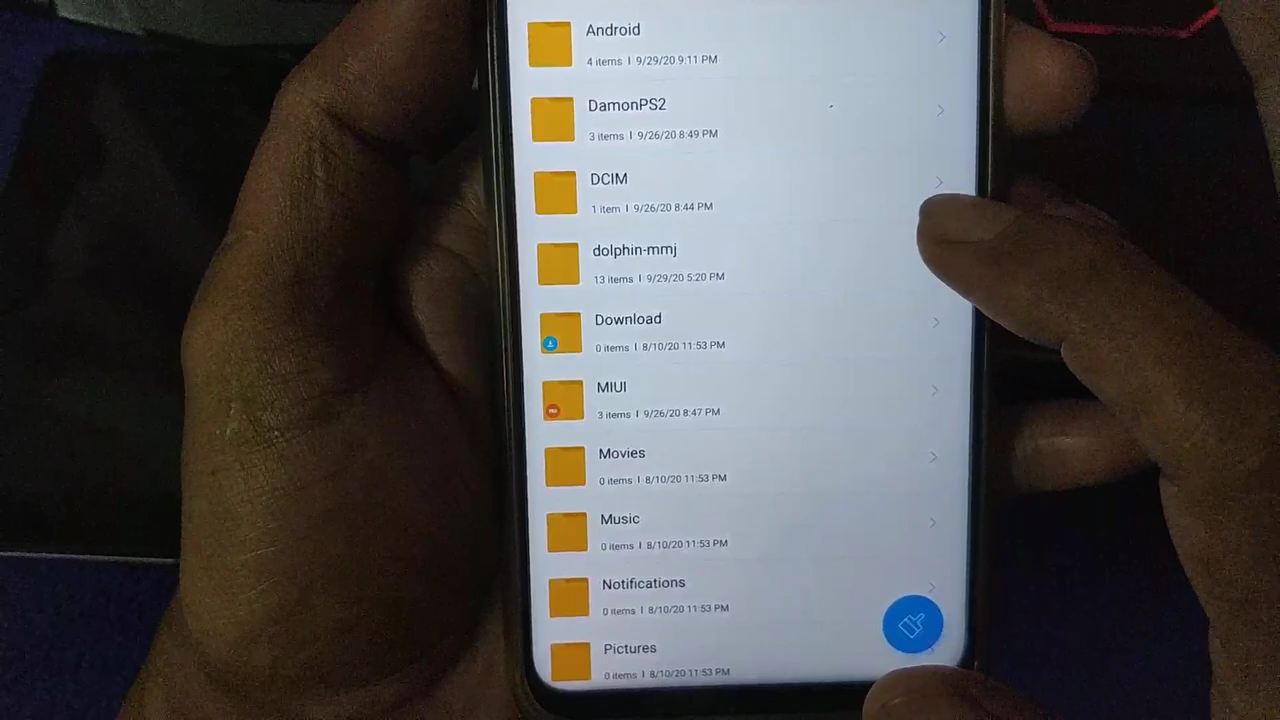 Android
4 items | 9/29/20 9:11 PM
DamonPS2
3 items | 9/26/20 8:49 PM
DCIM
1 item | 9/26/20 8:44 PM
dolphin-mmj
13 items | 9/29/20 5:20 PM
Download
0 items | 8/10/20 11:53 PM
MIUI
3 items | 9/26/20 8:47 PM
Movies
0 items | 8/10/20 11:53 PM
Music
0 items | 8/10/20 11:53 PM
Notifications
0 items | 8/10/20 11:53 PM
Pictures
0 items | 8/10/20 11:53 PM